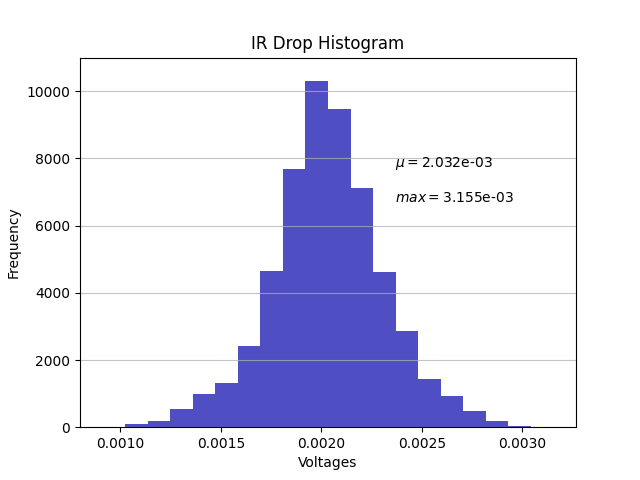 IR Drop Histogram
10000
8000
6000
4000
2000
0
Frequency
μ = 2.032e-03
max = 3.155e-03
0.0010 0.0015 0.0020 0.0025 0.0030
Voltages